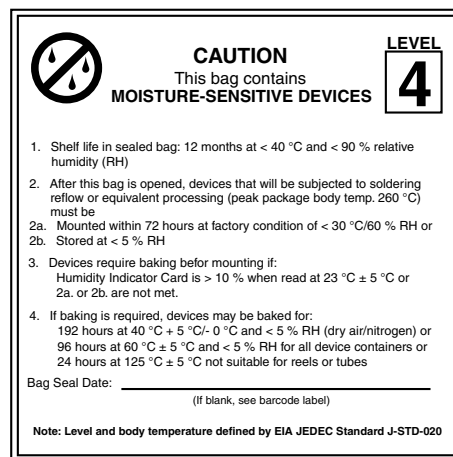 LEVEL
CAUTION
4
This bag contains
MOISTURE-SENSITIVE DEVICES
1. Shelf life in sealed bag: 12 months at < 40 °C and < 90 % relative
humidity (RH)
2. After this bag is opened, devices that will be subjected to soldering
reflow or equivalent processing (peak package body temp. 260 °C)
must be
2a. Mounted within 72 hours at factory condition of < 30 °C/60 % RH or
2b. Stored at < 5 % RH
3. Devices require baking befor mounting if:
Humidity Indicator Card is > 10 % when read at 23 °C ± 5 °C or
2a. or 2b. are not met.
4. If baking is required, devices may be baked for:
192 hours at 40 °C + 5 °C/- 0 °C and < 5 % RH (dry air/nitrogen) or
96 hours at 60 °C ± 5 °C and < 5 % RH for all device containers or
24 hours at 125 °C ± 5 °C not suitable for reels or tubes
Bag Seal Date:
(If blank, see barcode label)
Note: Level and body temperature defined by EIA JEDEC Standard J-STD-020